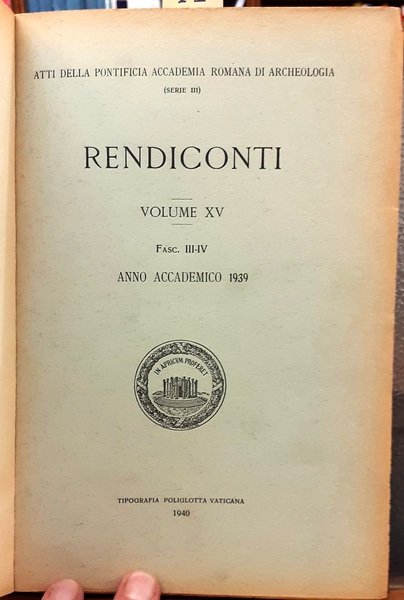 ATTI DELLA PONTIFICIA ACCADEMIA ROMANA DI ARCHEOLOGIA
(SERIE III)
RENDICONTI
VOLUME XV
FASC. III-IV
ANNO ACCADEMICO 1939
IN APRICUM PROFERET
TIPOGRAFIA POLIGLOTTA VATICANA
1940